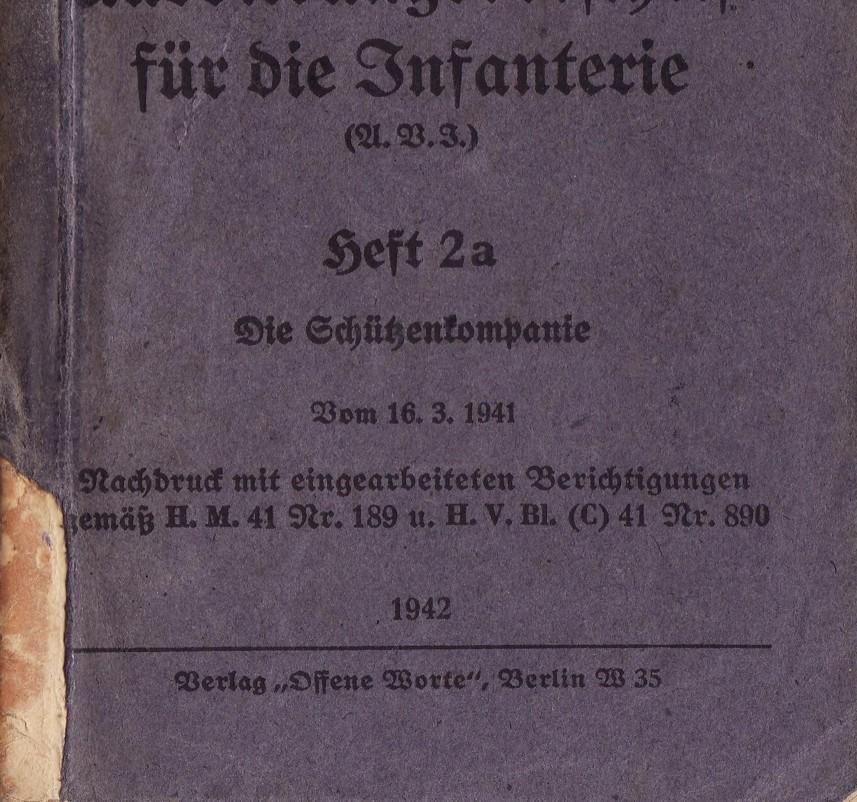 für die Infanterie
(A. V. I.)
Heft 2a
Die Schützenkompanie
Vom 16. 3. 1941
Nachdruck mit eingearbeiteten Berichtigungen
gemäß H. M. 41 Nr. 189 u. H. V. Bl. (C) 41 Nr. 890
1942
Verlag „Offene Worte“, Berlin W 35